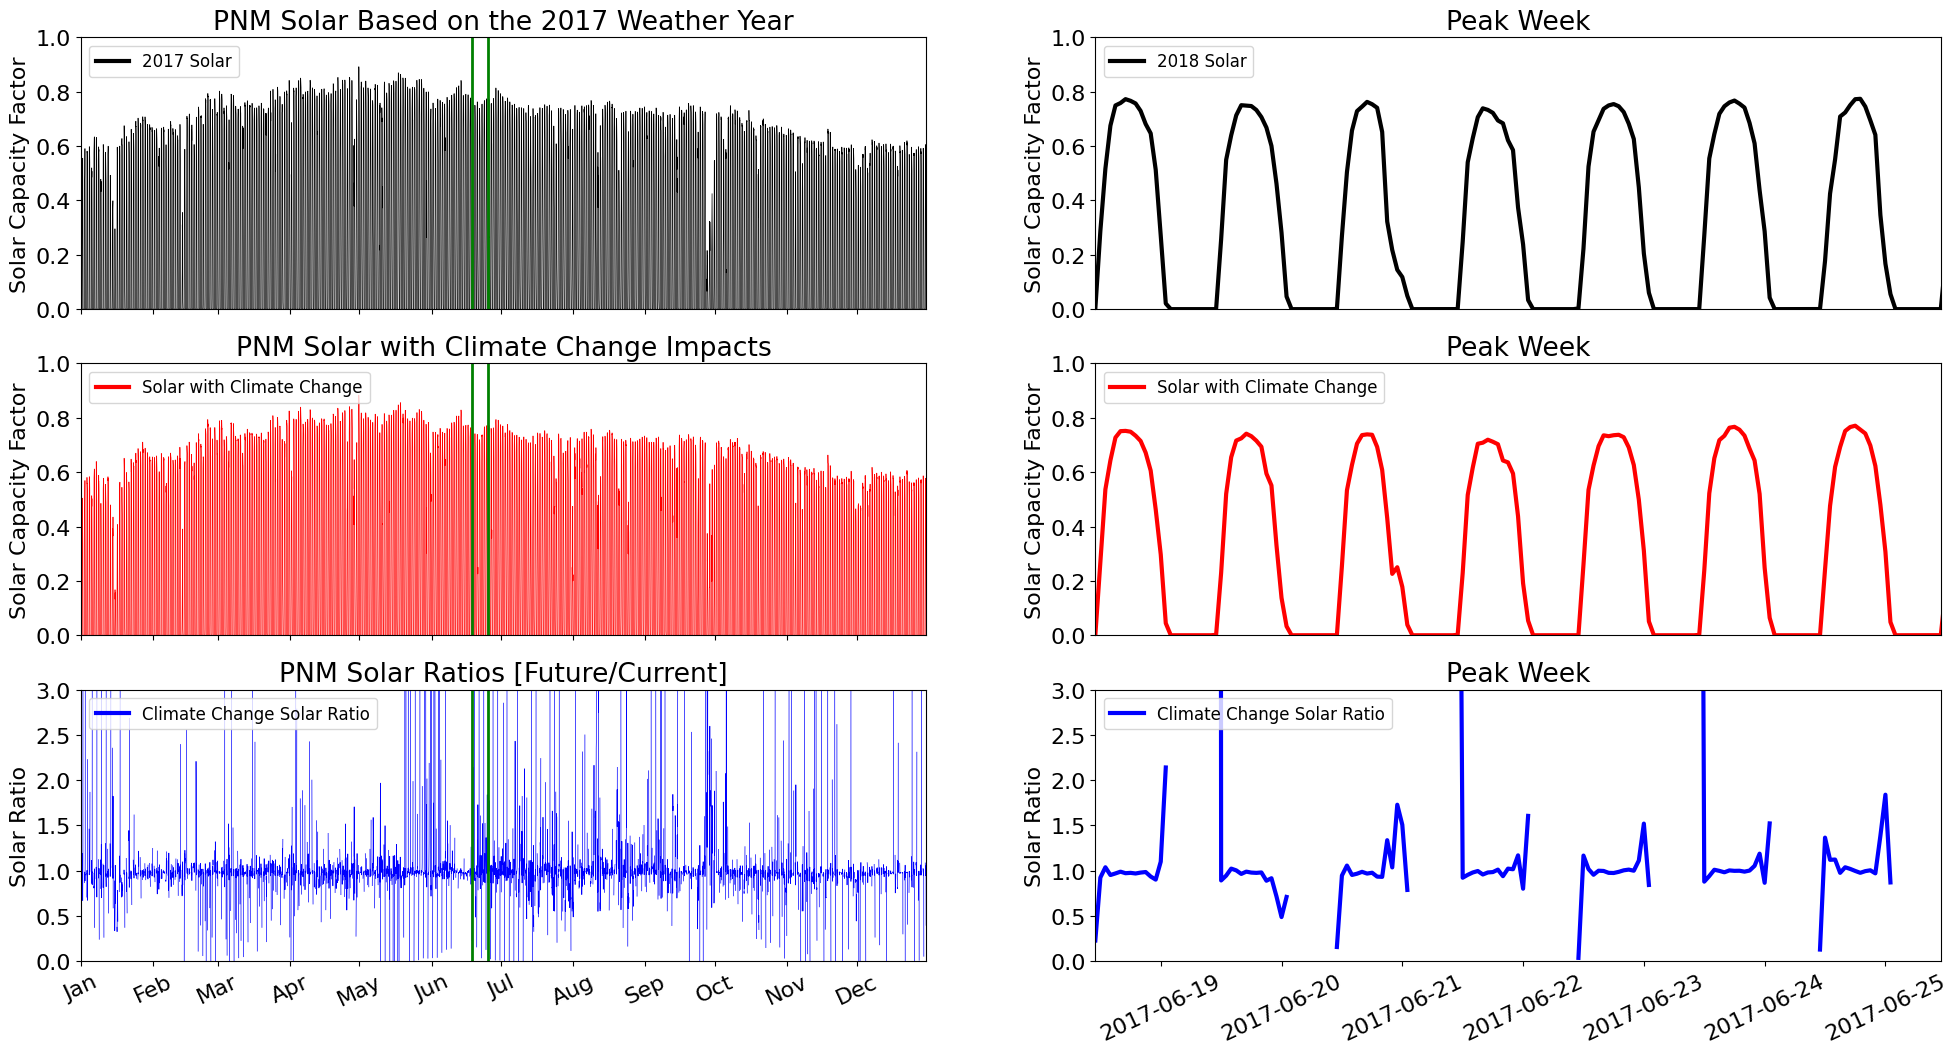 PNM Solar Based on the 2017 Weather Year
Solar Capacity Factor
1.0
0.8
0.6
0.4
0.2
0.0
2017 Solar
Peak Week
Solar Capacity Factor
1.0
0.8
0.6
0.4
0.2
0.0
2018 Solar
PNM Solar with Climate Change Impacts
Solar Capacity Factor
1.0
0.8
0.6
0.4
0.2
0.0
Solar with Climate Change
Peak Week
Solar Capacity Factor
1.0
0.8
0.6
0.4
0.2
0.0
Solar with Climate Change
PNM Solar Ratios [Future/Current]
Solar Ratio
3.0
2.5
2.0
1.5
1.0
0.5
0.0
Climate Change Solar Ratio
Jan Feb Mar Apr May Jun Jul Aug Sep Oct Nov Dec
Peak Week
Solar Ratio
3.0
2.5
2.0
1.5
1.0
0.5
0.0
Climate Change Solar Ratio
2017-06-19 2017-06-20 2017-06-21 2017-06-22 2017-06-23 2017-06-24 2017-06-25